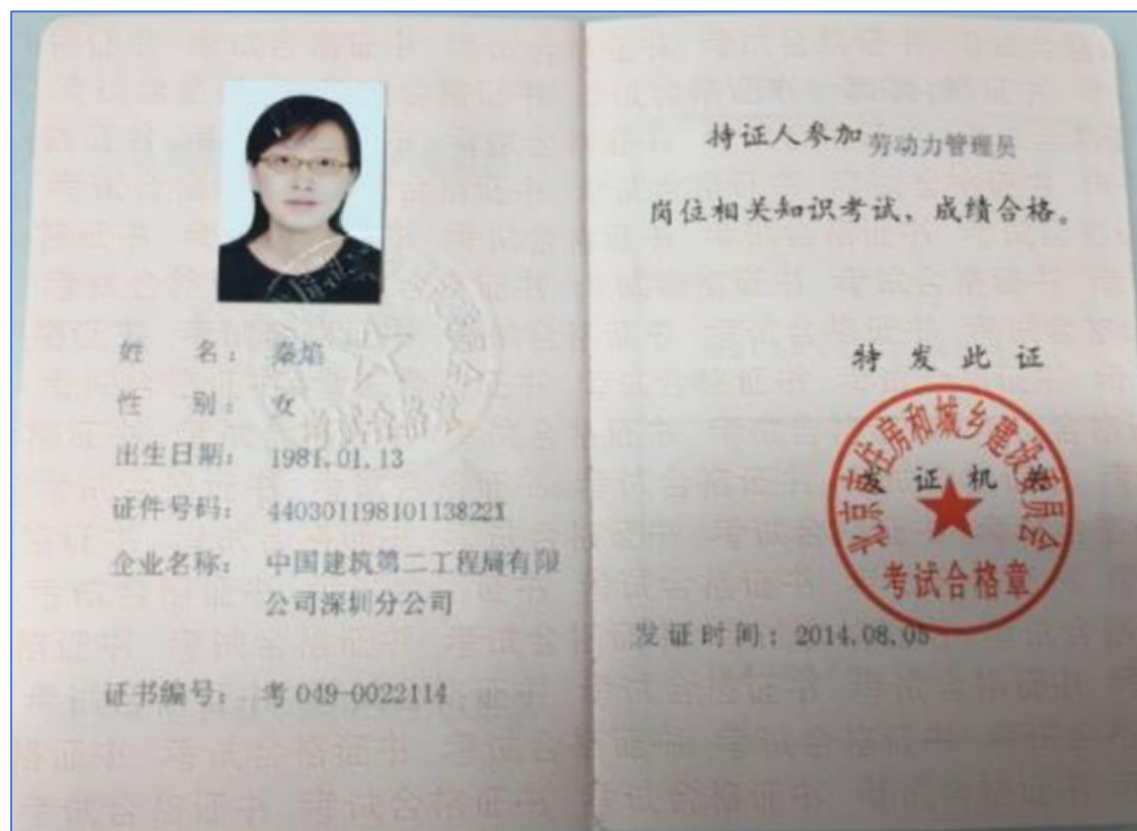 姓 名： 秦焰
性 别： 女
出生日期： 1981.01.13
证件号码： 44030119810113822X
企业名称： 中国建筑第二工程局有限
公司深圳分公司
证书编号： 考 049-0022114
持证人参加 劳动力管理员
岗位相关知识考试，成绩合格。
特发此证
北京市住房和城乡建设委员会
发证机关
考试合格章
发证时间：2014.08.05